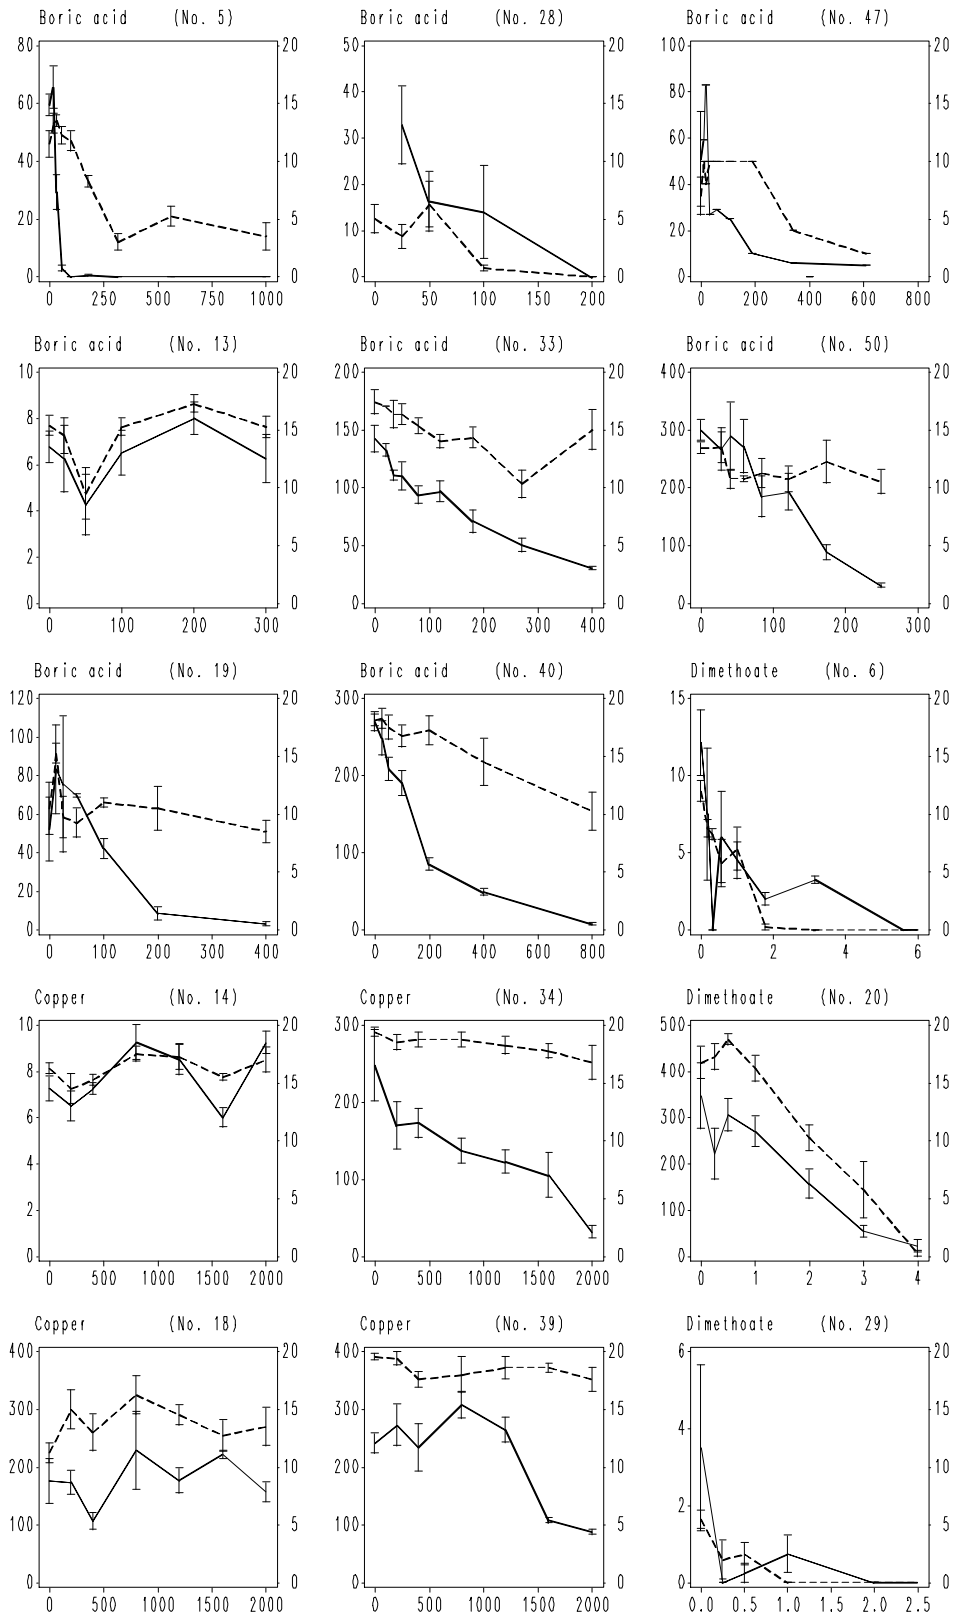 Boric acid (No. 5) Boric acid (No. 28) Boric acid (No. 47)
80 20 50 20 100 20
60 15 40 15 80 15
40 10 30 10 60 10
20 5 20 5 40 5
0 0 10 0 20 0
0 0
0 250 500 750 1000 0 50 100 150 200 0 200 400 600 800
Boric acid (No. 13) Boric acid (No. 33) Boric acid (No. 50)
10 20 200 20 400 20
8 15 150 15 300 15
6 10 100 10 200 10
4 5 50 5 100 5
2 0 0 0 0 0
0
0 100 200 300 0 100 200 300 400 0 100 200 300
Boric acid (No. 19) Boric acid (No. 40) Dimethoate (No. 6)
120 20 300 20 15 20
100 15 200 15 10 15
80 10 100 10 5 10
60 5 0 5 0 5
40 0 0 0
20
0
0 100 200 300 400 0 200 400 600 800 0 2 4 6
Copper (No. 14) Copper (No. 34) Dimethoate (No. 20)
10 20 300 20 500 20
8 15 200 15 400 15
6 10 100 10 300 10
4 5 0 5 200 5
2 0 0 100 0
0 0
0 500 1000 1500 2000 0 500 1000 1500 2000 0 1 2 3 4
Copper (No. 18) Copper (No. 39) Dimethoate (No. 29)
400 20 400 20 6 20
300 15 300 15 4 15
200 10 200 10 2 10
100 5 100 5 0 5
0 0 0 0 0
0 500 1000 1500 2000 0 500 1000 1500 2000 0.0 0.5 1.0 1.5 2.0 2.5